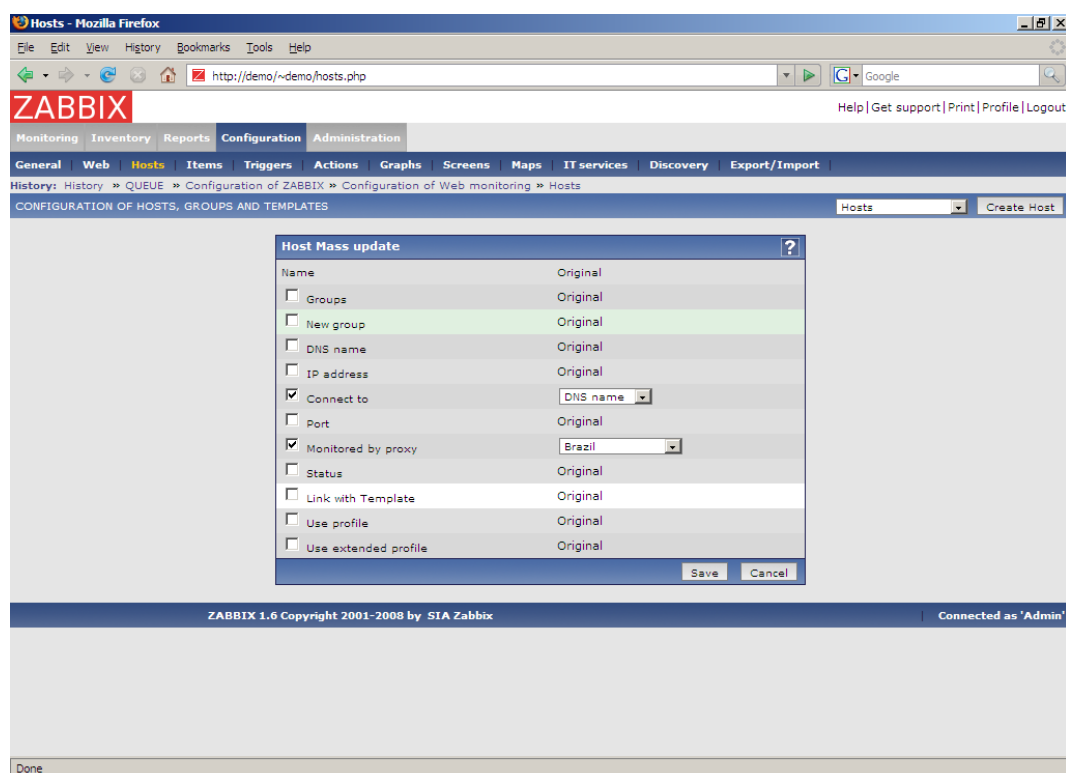 Hosts - Mozilla Firefox
File Edit View History Bookmarks Tools Help
http://demo/~demo/hosts.php G Google
ZABBIX
Help | Get support | Print | Profile | Logout
Monitoring Inventory Reports Configuration Administration
General | Web | Hosts | Items | Triggers | Actions | Graphs | Screens | Maps | IT services | Discovery | Export/Import |
History: History » QUEUE » Configuration of ZABBIX » Configuration of Web monitoring » Hosts
CONFIGURATION OF HOSTS, GROUPS AND TEMPLATES Hosts Create Host
Host Mass update ?
Name Original
Groups Original
New group Original
DNS name Original
IP address Original
Connect to DNS name
Port Original
Monitored by proxy Brazil
Status Original
Link with Template Original
Use profile Original
Use extended profile Original
Save Cancel
ZABBIX 1.6 Copyright 2001-2008 by SIA Zabbix | Connected as 'Admin'
Done